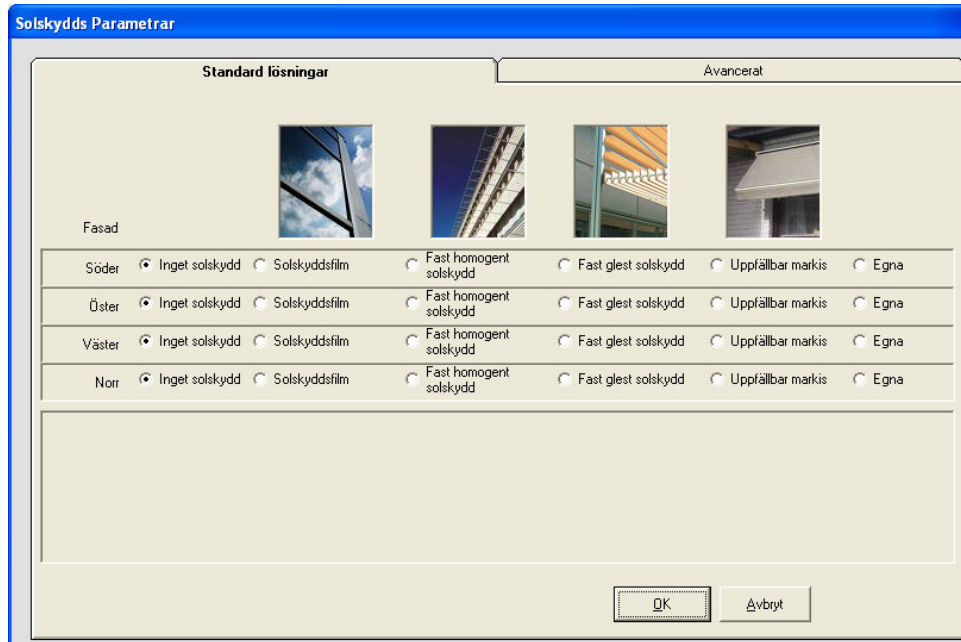 Solskydds Parametrar
Standard lösningar
Avancerat
Fasad
Söder Inget solskydd Solskyddsfilm Fast homogent solskydd Fast glest solskydd Uppfällbar markis Egna
Öster Inget solskydd Solskyddsfilm Fast homogent solskydd Fast glest solskydd Uppfällbar markis Egna
Väster Inget solskydd Solskyddsfilm Fast homogent solskydd Fast glest solskydd Uppfällbar markis Egna
Norr Inget solskydd Solskyddsfilm Fast homogent solskydd Fast glest solskydd Uppfällbar markis Egna
OK
Avbryt